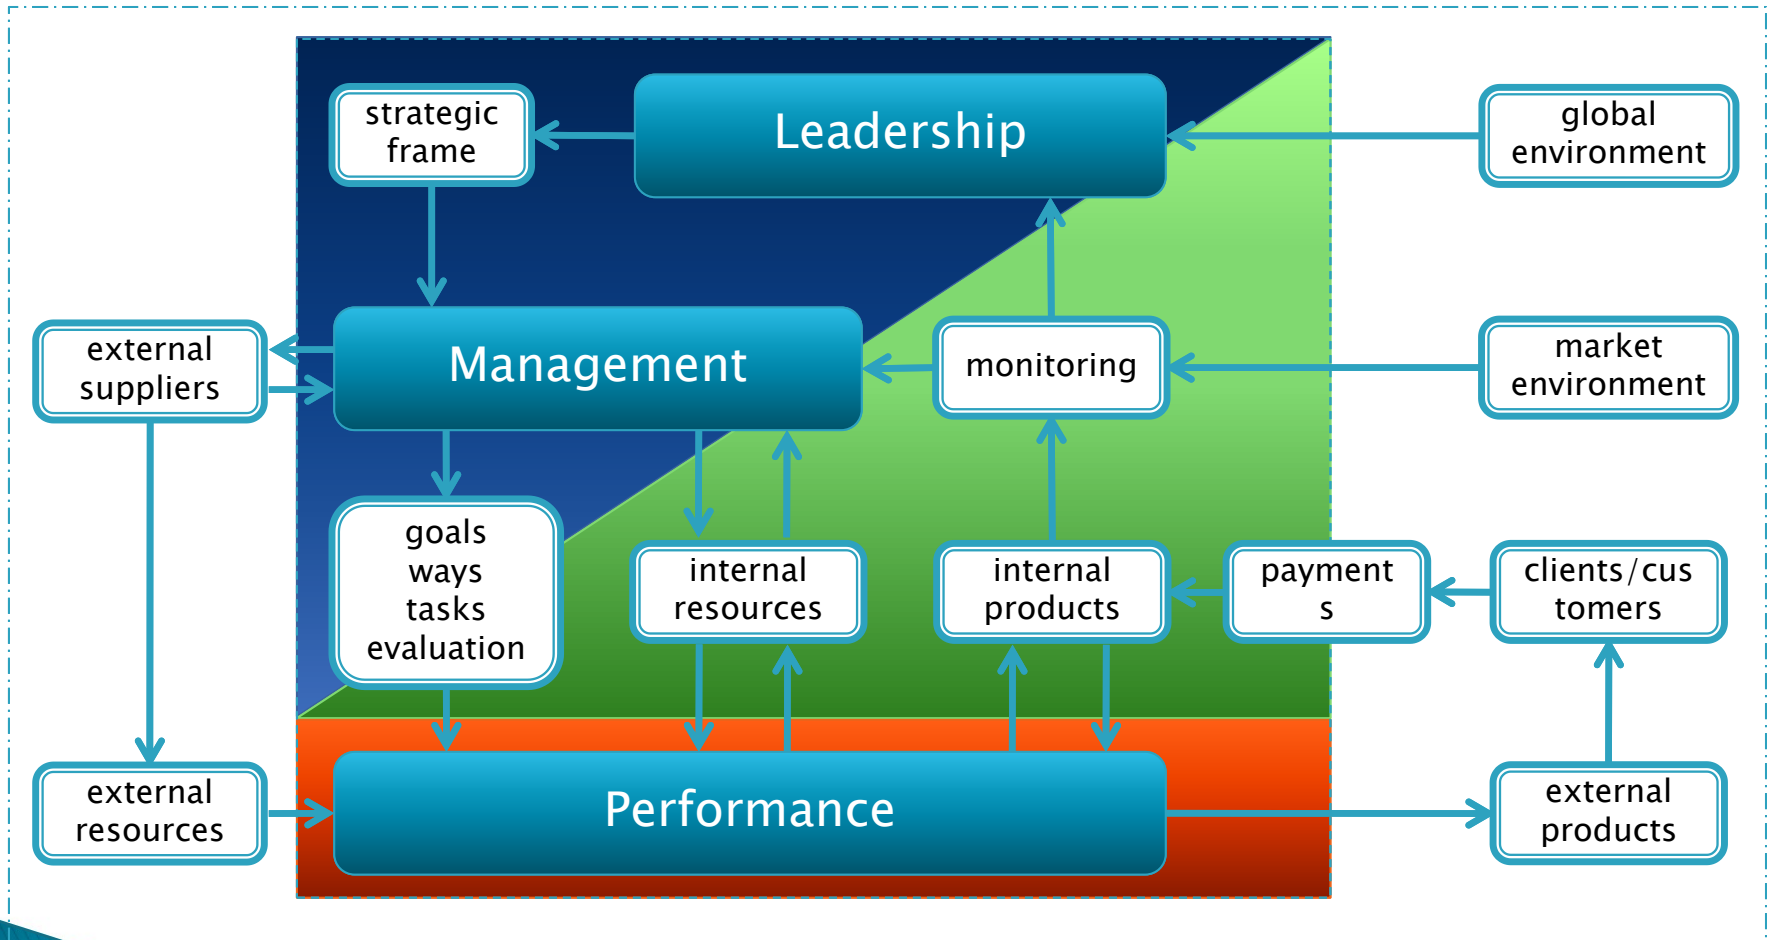 strategic
frame
Leadership
global
environment
external
suppliers
Management
monitoring
market
environment
goals
ways
tasks
evaluation
internal
resources
internal
products
payment
s
clients/cus
tomers
external
resources
Performance
external
products